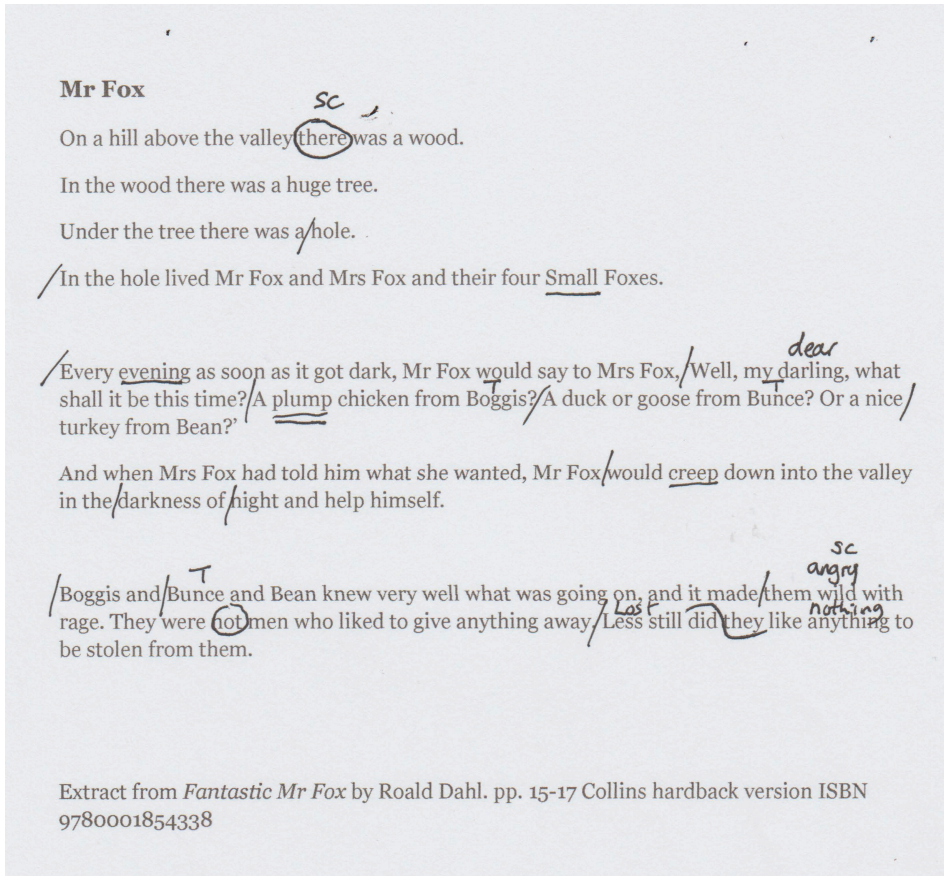 Mr Fox
sc
On a hill above the valley there was a wood.
In the wood there was a huge tree.
Under the tree there was a hole.
In the hole lived Mr Fox and Mrs Fox and their four Small Foxes.
dear
Every evening as soon as it got dark, Mr Fox would say to Mrs Fox, Well, my darling, what
T T
shall it be this time? A plump chicken from Boggis? A duck or goose from Bunce? Or a nice
turkey from Bean?'
And when Mrs Fox had told him what she wanted, Mr Fox would creep down into the valley
in the darkness of night and help himself.
sc
T angry
Boggis and Bunce and Bean knew very well what was going on, and it made them wild with
Lost nothing
rage. They were not men who liked to give anything away. Less still did they like anything to
be stolen from them.
Extract from Fantastic Mr Fox by Roald Dahl. pp. 15-17 Collins hardback version ISBN
9780001854338